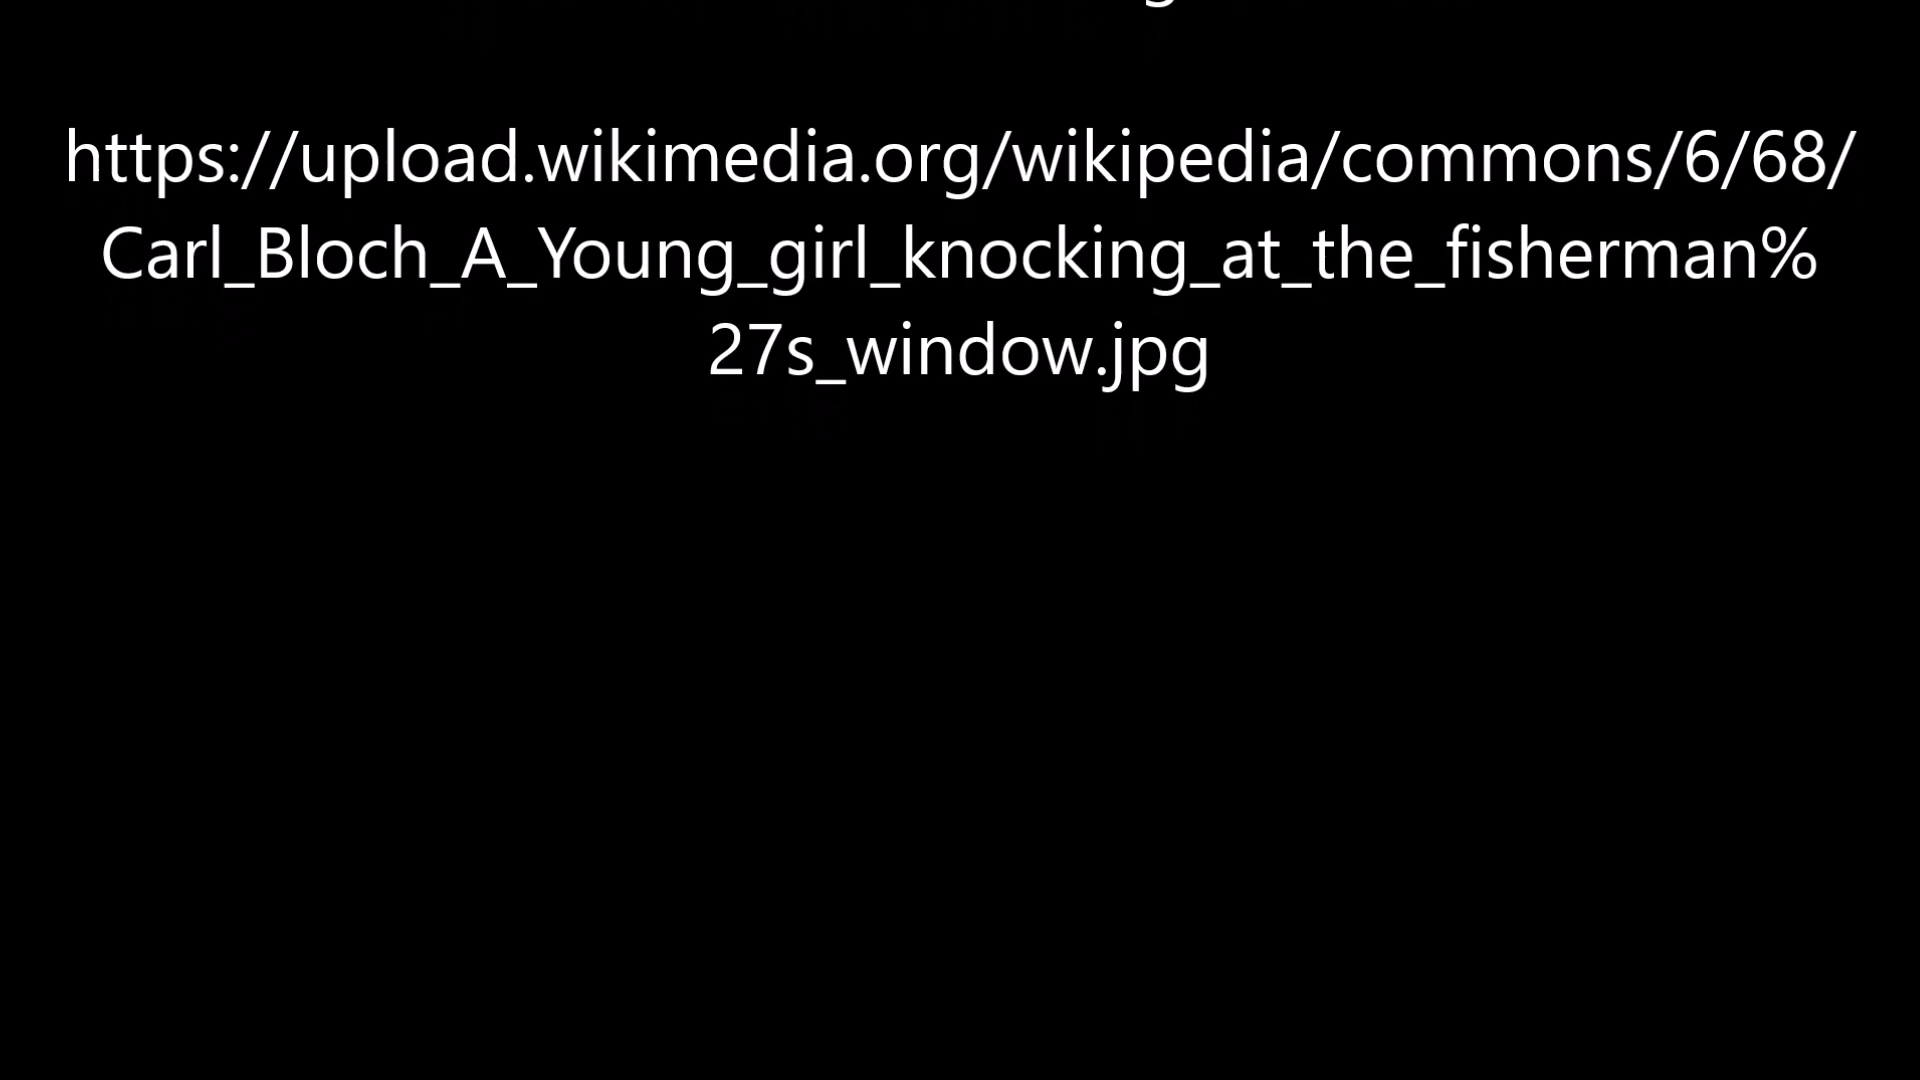 https://upload.wikimedia.org/wikipedia/commons/6/68/
Carl_Bloch_A_Young_girl_knocking_at_the_fisherman%
27s_window.jpg